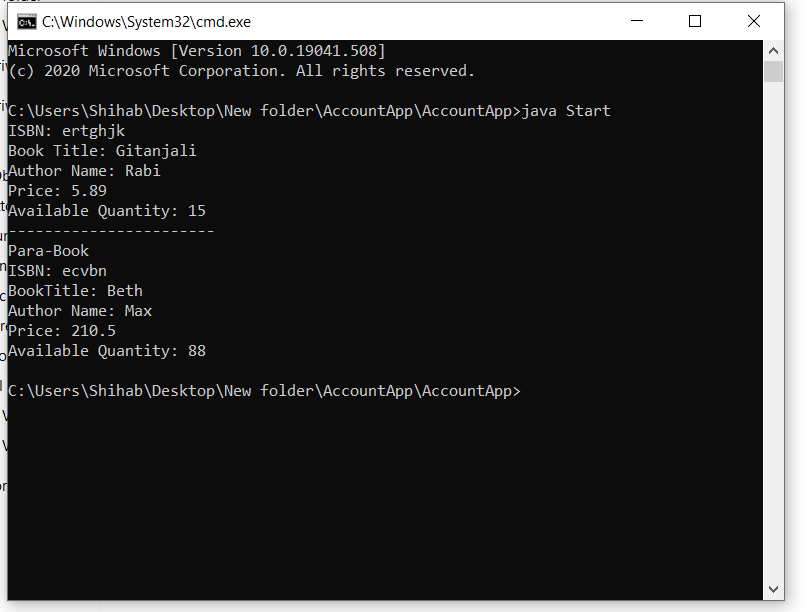 C:\Windows\System32\cmd.exe
Microsoft Windows [Version 10.0.19041.508]
(c) 2020 Microsoft Corporation. All rights reserved.
C:\Users\Shihab\Desktop\New folder\AccountApp\AccountApp>java Start
ISBN: ertghjk
Book Title: Gitanjali
Author Name: Rabi
Price: 5.89
Available Quantity: 15
-----------------------
Para-Book
ISBN: ecvbn
BookTitle: Beth
Author Name: Max
Price: 210.5
Available Quantity: 88
C:\Users\Shihab\Desktop\New folder\AccountApp\AccountApp>